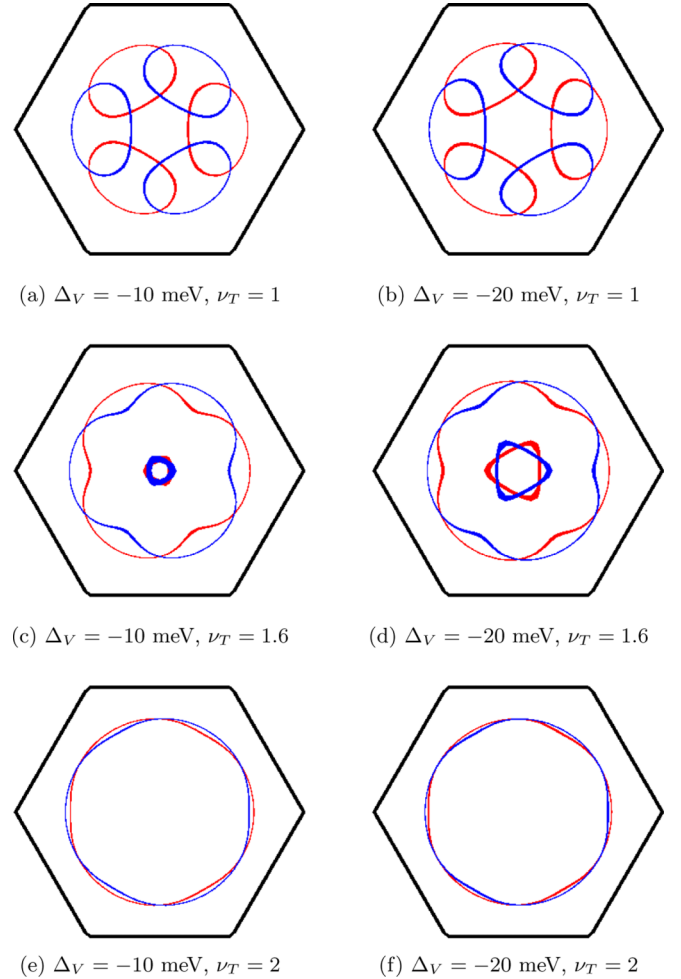 (a) Δ_V = −10 meV, ν_T = 1
(b) Δ_V = −20 meV, ν_T = 1
(c) Δ_V = −10 meV, ν_T = 1.6
(d) Δ_V = −20 meV, ν_T = 1.6
(e) Δ_V = −10 meV, ν_T = 2
(f) Δ_V = −20 meV, ν_T = 2